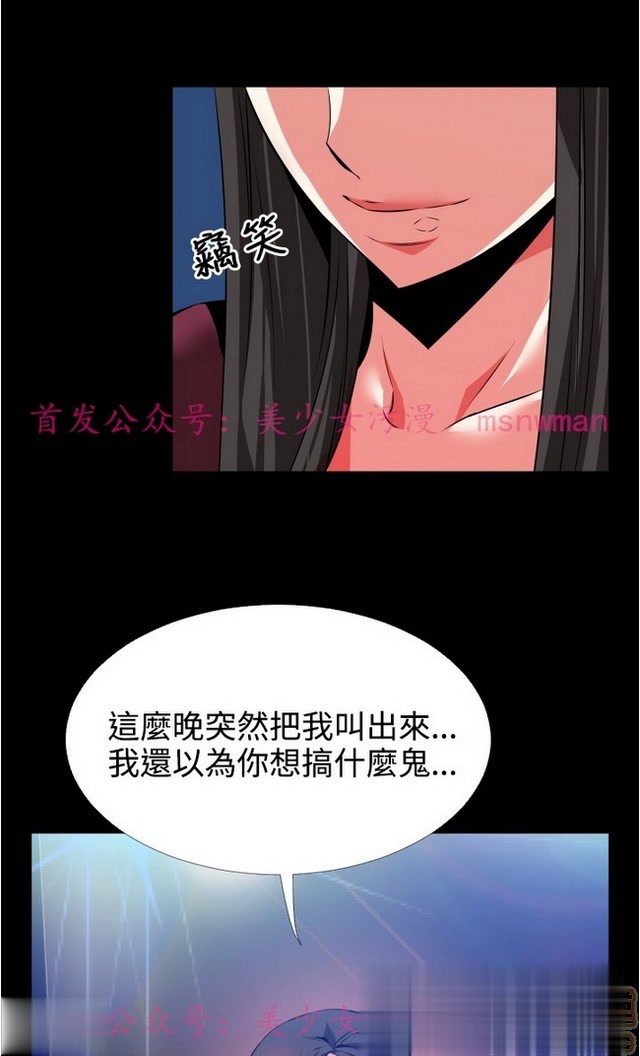 竊笑
首发公众号：美少女污漫 msnwman
這麼晚突然把我叫出來...
我還以為你想搞什麼鬼...
公众号：美少女